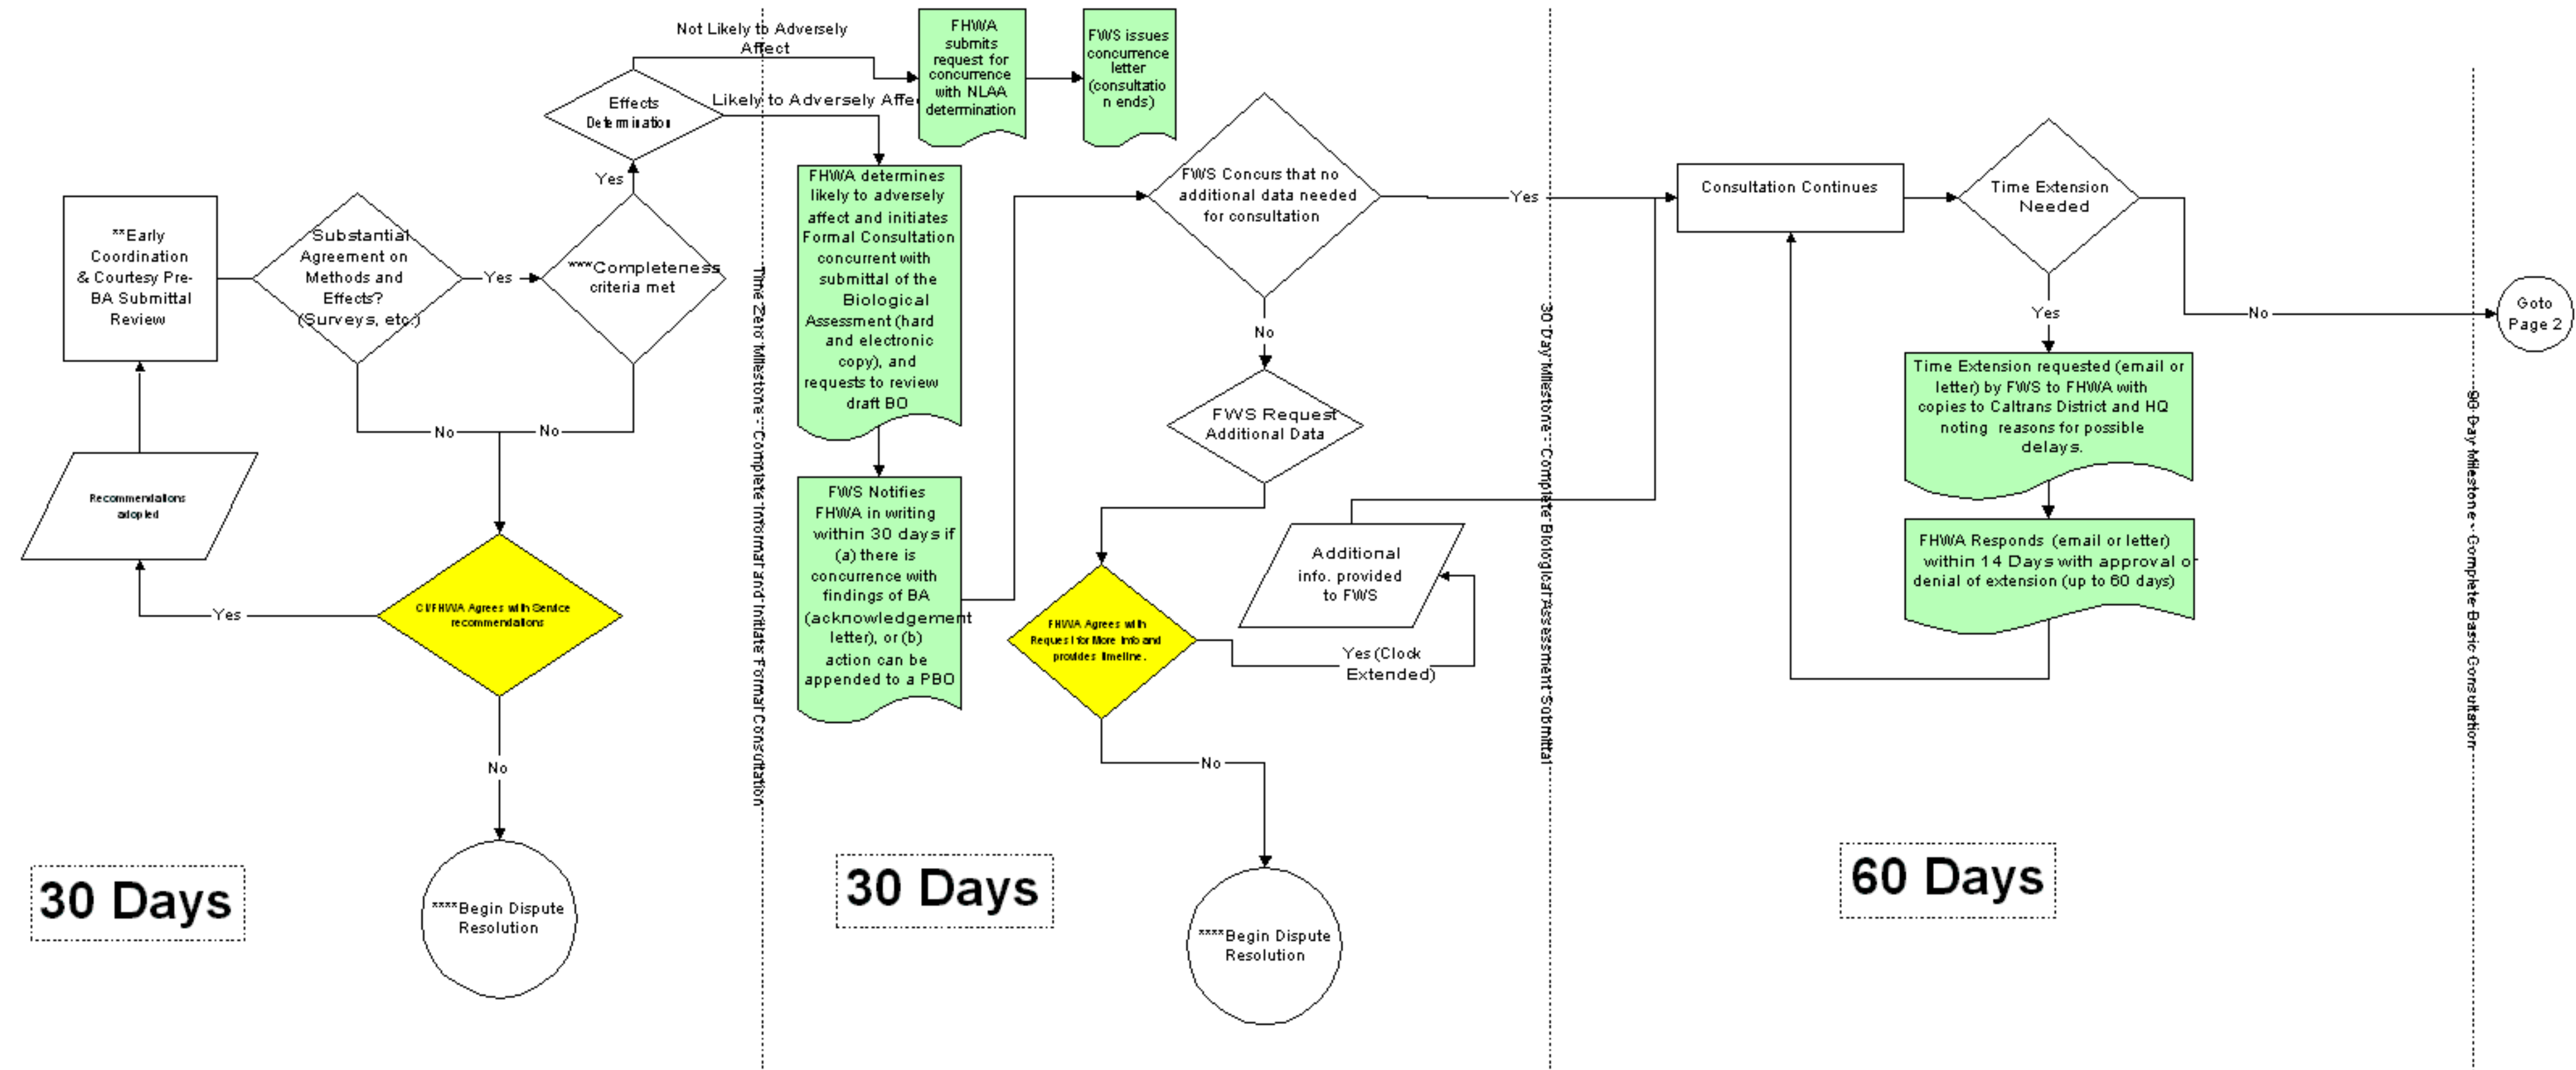 Not Likely to Adversely
Affect
Effects
Determination
Likely to Adversely Affe
Yes
**Early
Coordination
& Courtesy Pre-
BA Submittal
Review
Substantial
Agreement on
Methods and
Effects?
(Surveys, etc.)
Yes
***Completeness
criteria met
No
No
Recommendations
adopted
Yes
CT/FHWA Agrees with Service
recommendations
No
****Begin Dispute
Resolution
30 Days
Time Zero Milestone - Complete Informal and Initiate Formal Consultation
FHWA
submits
request for
concurrence
with NLAA
determination
FWS issues
concurrence
letter
(consultatio
n ends)
FHWA determines
likely to adversely
affect and initiates
Formal Consultation
concurrent with
submittal of the
Biological
Assessment (hard
and electronic
copy), and
requests to review
draft BO
FWS Notifies
FHWA in writing
within 30 days if
(a) there is
concurrence with
findings of BA
(acknowledgement
letter), or (b)
action can be
appended to a PBO
FWS Concurs that no
additional data needed
for consultation
Yes
No
FWS Request
Additional Data
FHWA Agrees with
Request for More Info and
provides timeline.
Additional
info. provided
to FWS
Yes (Clock
Extended)
No
****Begin Dispute
Resolution
30 Days
30 Day Milestone - Complete Biological Assessment Submittal
Consultation Continues
Time Extension
Needed
Yes
No
Time Extension requested (email or
letter) by FWS to FHWA with
copies to Caltrans District and HQ
noting reasons for possible
delays.
FHWA Responds (email or letter)
within 14 Days with approval or
denial of extension (up to 60 days)
60 Days
90 Day Milestone - Complete Basic Consultation
Goto
Page 2